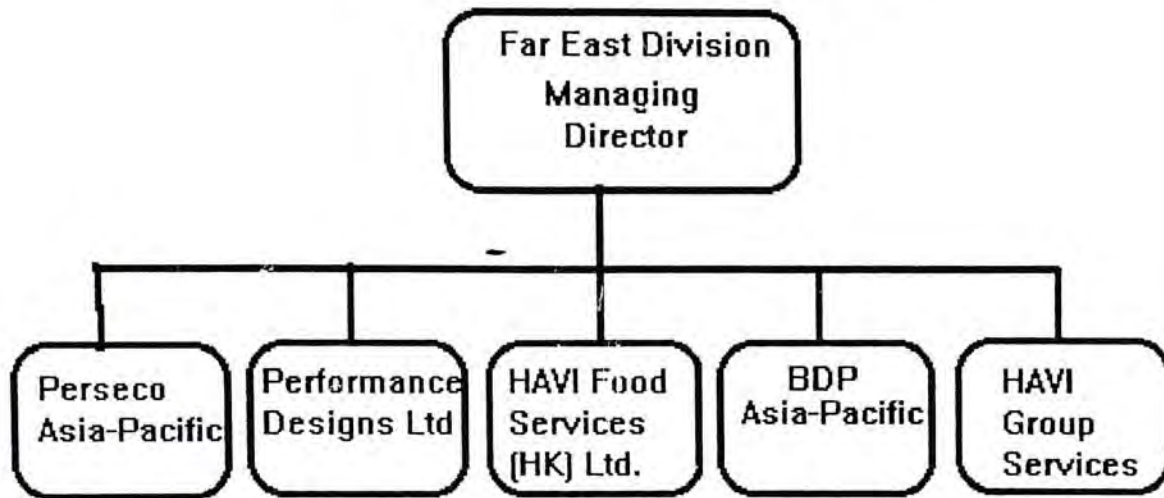 Far East Division
Managing
Director
Perseco
Asia-Pacific
Performance
Designs Ltd
HAVI Food
Services
(HK) Ltd.
BDP
Asia-Pacific
HAVI
Group
Services